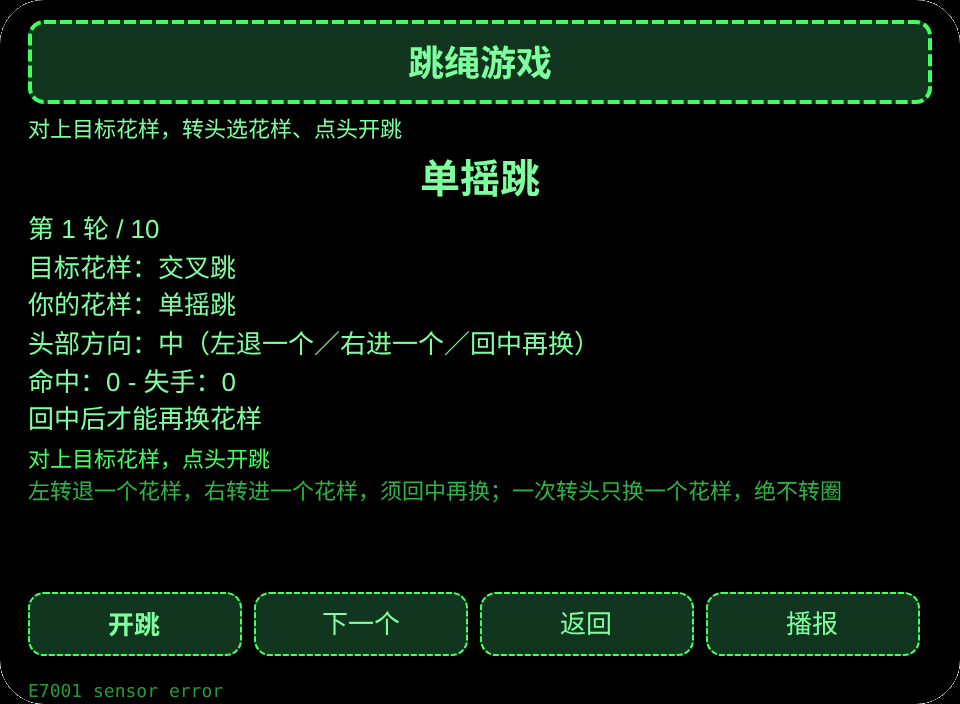 跳绳游戏
对上目标花样，转头选花样、点头开跳
单摇跳
第 1 轮 / 10
目标花样：交叉跳
你的花样：单摇跳
头部方向：中（左退一个／右进一个／回中再换）
命中：0 - 失手：0
回中后才能再换花样
对上目标花样，点头开跳
左转退一个花样，右转进一个花样，须回中再换；一次转头只换一个花样，绝不转圈
开跳
下一个
返回
播报
E7001 sensor error